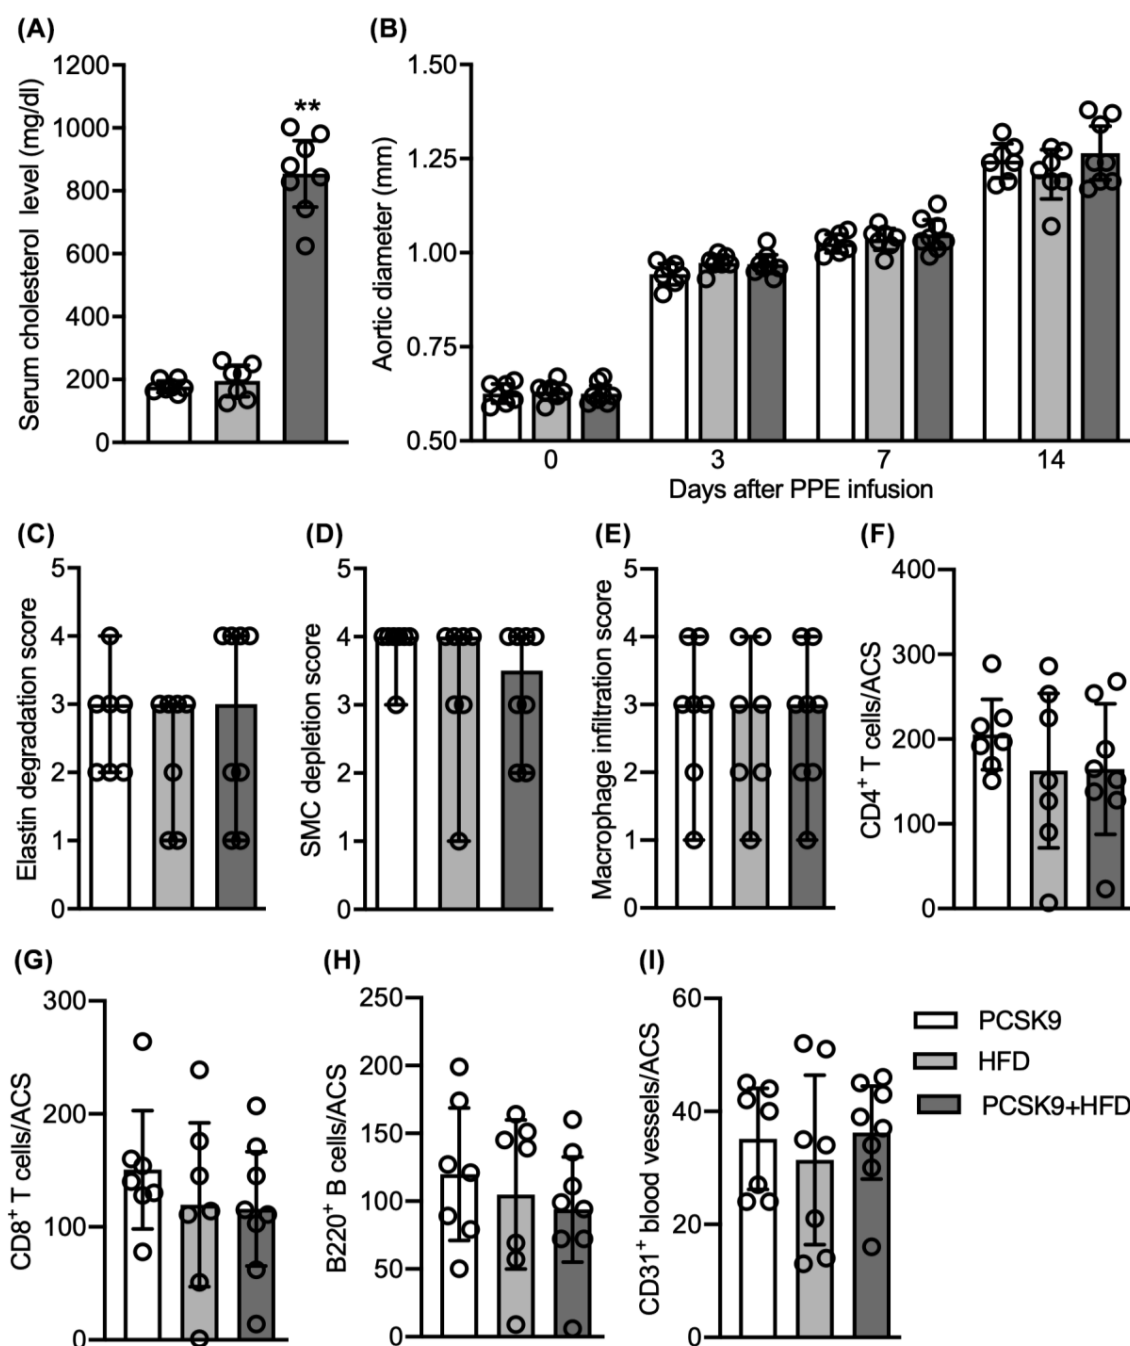 (A)
Serum cholesterol level (mg/dl)
1200
1000
800
600
400
200
0
**
(B)
Aortic diameter (mm)
1.50
1.25
1.00
0.75
0.50
0 3 7 14
Days after PPE infusion
(C)
Elastin degradation score
5
4
3
2
1
0
(D)
SMC depletion score
5
4
3
2
1
0
(E)
Macrophage infiltration score
5
4
3
2
1
0
(F)
CD4⁺ T cells/ACS
400
300
200
100
0
(G)
CD8⁺ T cells/ACS
300
200
100
0
(H)
B220⁺ B cells/ACS
250
200
150
100
50
0
(I)
CD31⁺ blood vessels/ACS
60
40
20
0
PCSK9
HFD
PCSK9+HFD